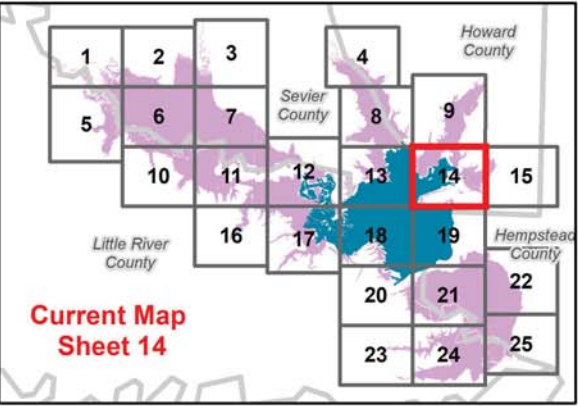 Howard
County
1
2
3
4
Sevier
County
5
6
7
8
9
10
11
12
13
14
15
Little River
County
16
17
18
19
Hempstead
County
20
21
22
Current Map
Sheet 14
23
24
25